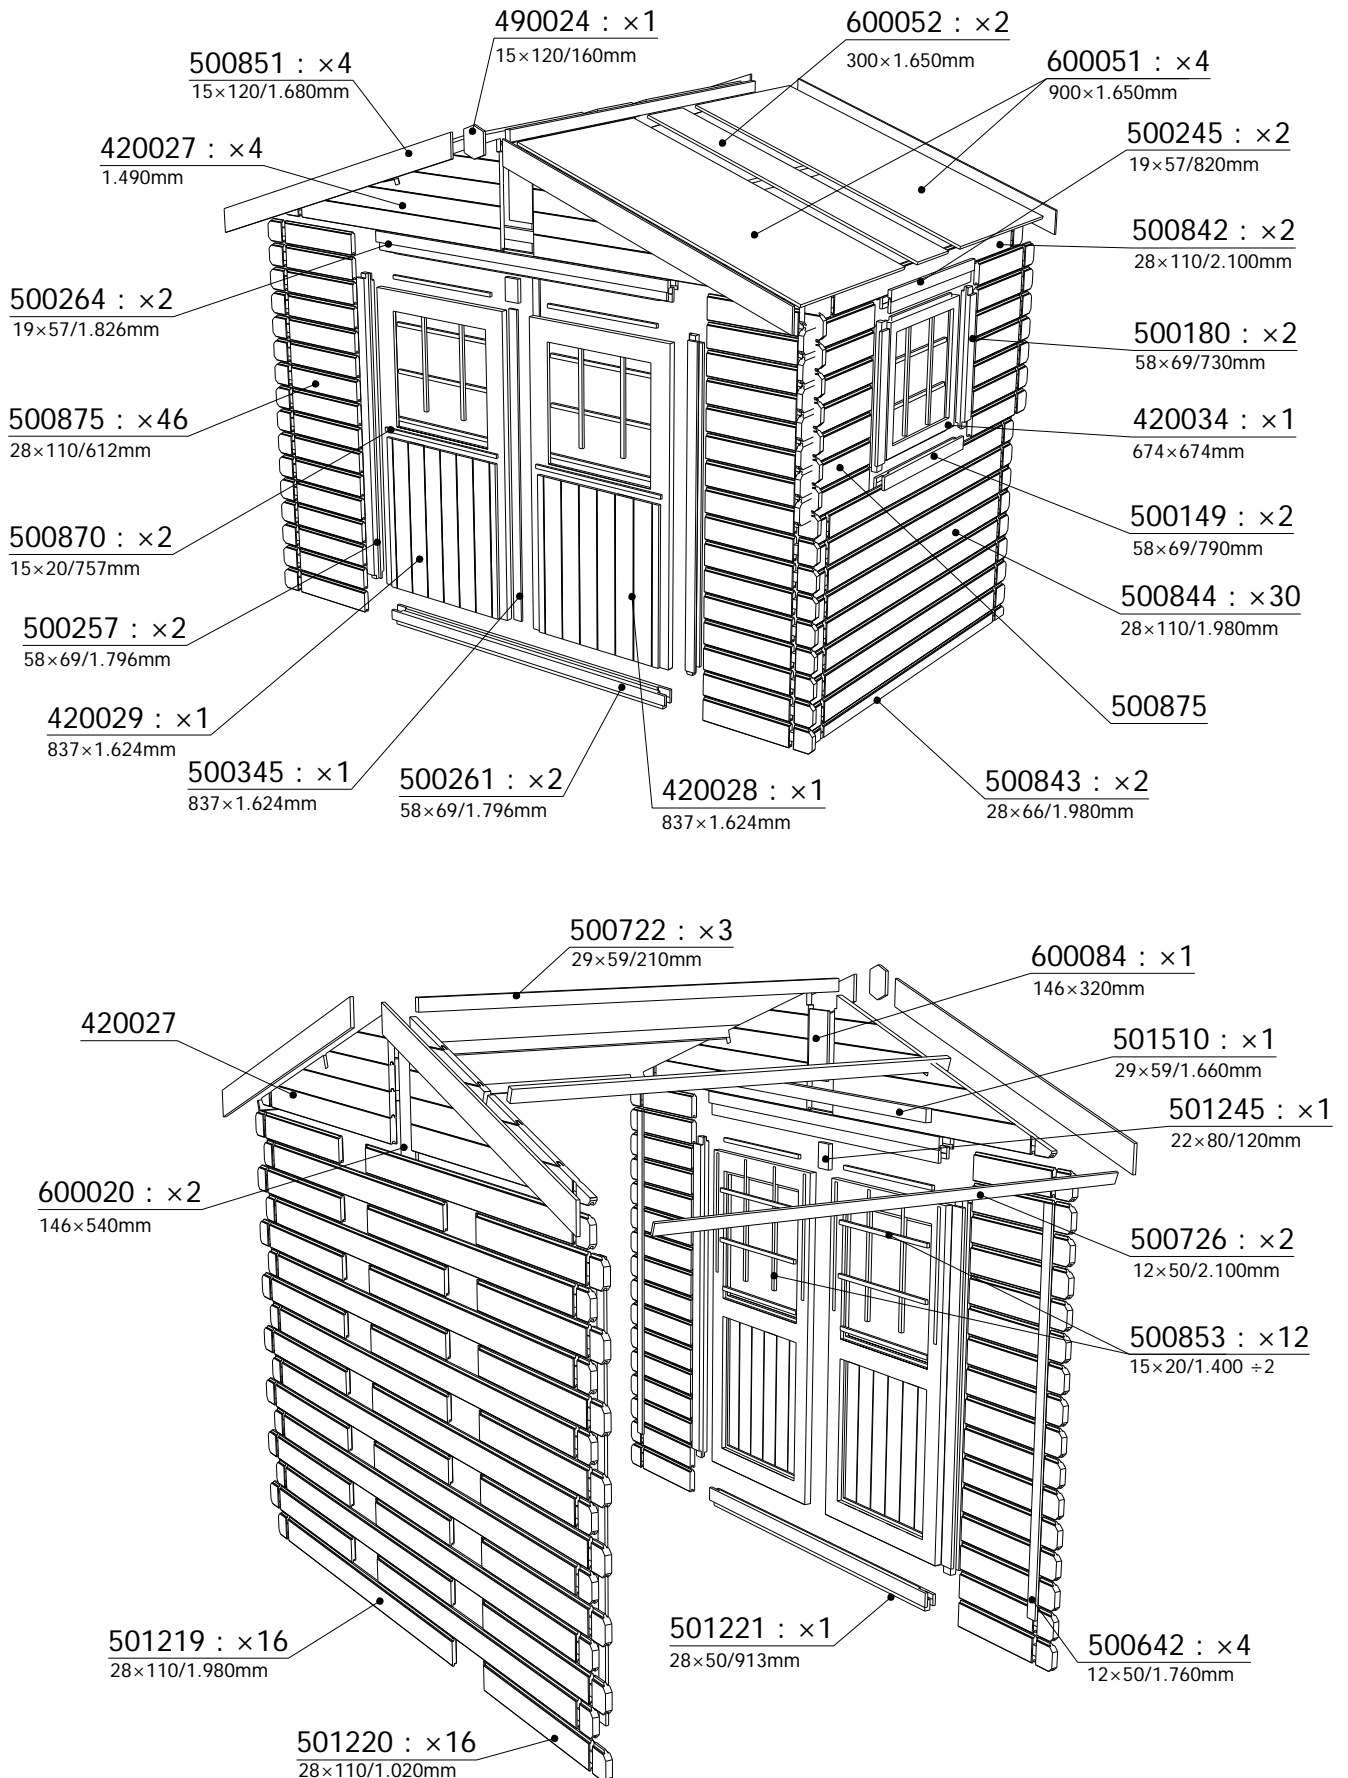 490024 : ×1
15×120/160mm
600052 : ×2
300×1.650mm
500851 : ×4
15×120/1.680mm
600051 : ×4
900×1.650mm
420027 : ×4
1.490mm
500245 : ×2
19×57/820mm
500842 : ×2
28×110/2.100mm
500264 : ×2
19×57/1.826mm
500180 : ×2
58×69/730mm
500875 : ×46
28×110/612mm
420034 : ×1
674×674mm
500870 : ×2
15×20/757mm
500149 : ×2
58×69/790mm
500257 : ×2
58×69/1.796mm
500844 : ×30
28×110/1.980mm
420029 : ×1
837×1.624mm
500875
500345 : ×1
837×1.624mm
500261 : ×2
58×69/1.796mm
420028 : ×1
837×1.624mm
500843 : ×2
28×66/1.980mm
500722 : ×3
29×59/210mm
600084 : ×1
146×320mm
420027
501510 : ×1
29×59/1.660mm
501245 : ×1
22×80/120mm
600020 : ×2
146×540mm
500726 : ×2
12×50/2.100mm
500853 : ×12
15×20/1.400 ÷2
501219 : ×16
28×110/1.980mm
501221 : ×1
28×50/913mm
500642 : ×4
12×50/1.760mm
501220 : ×16
28×110/1.020mm